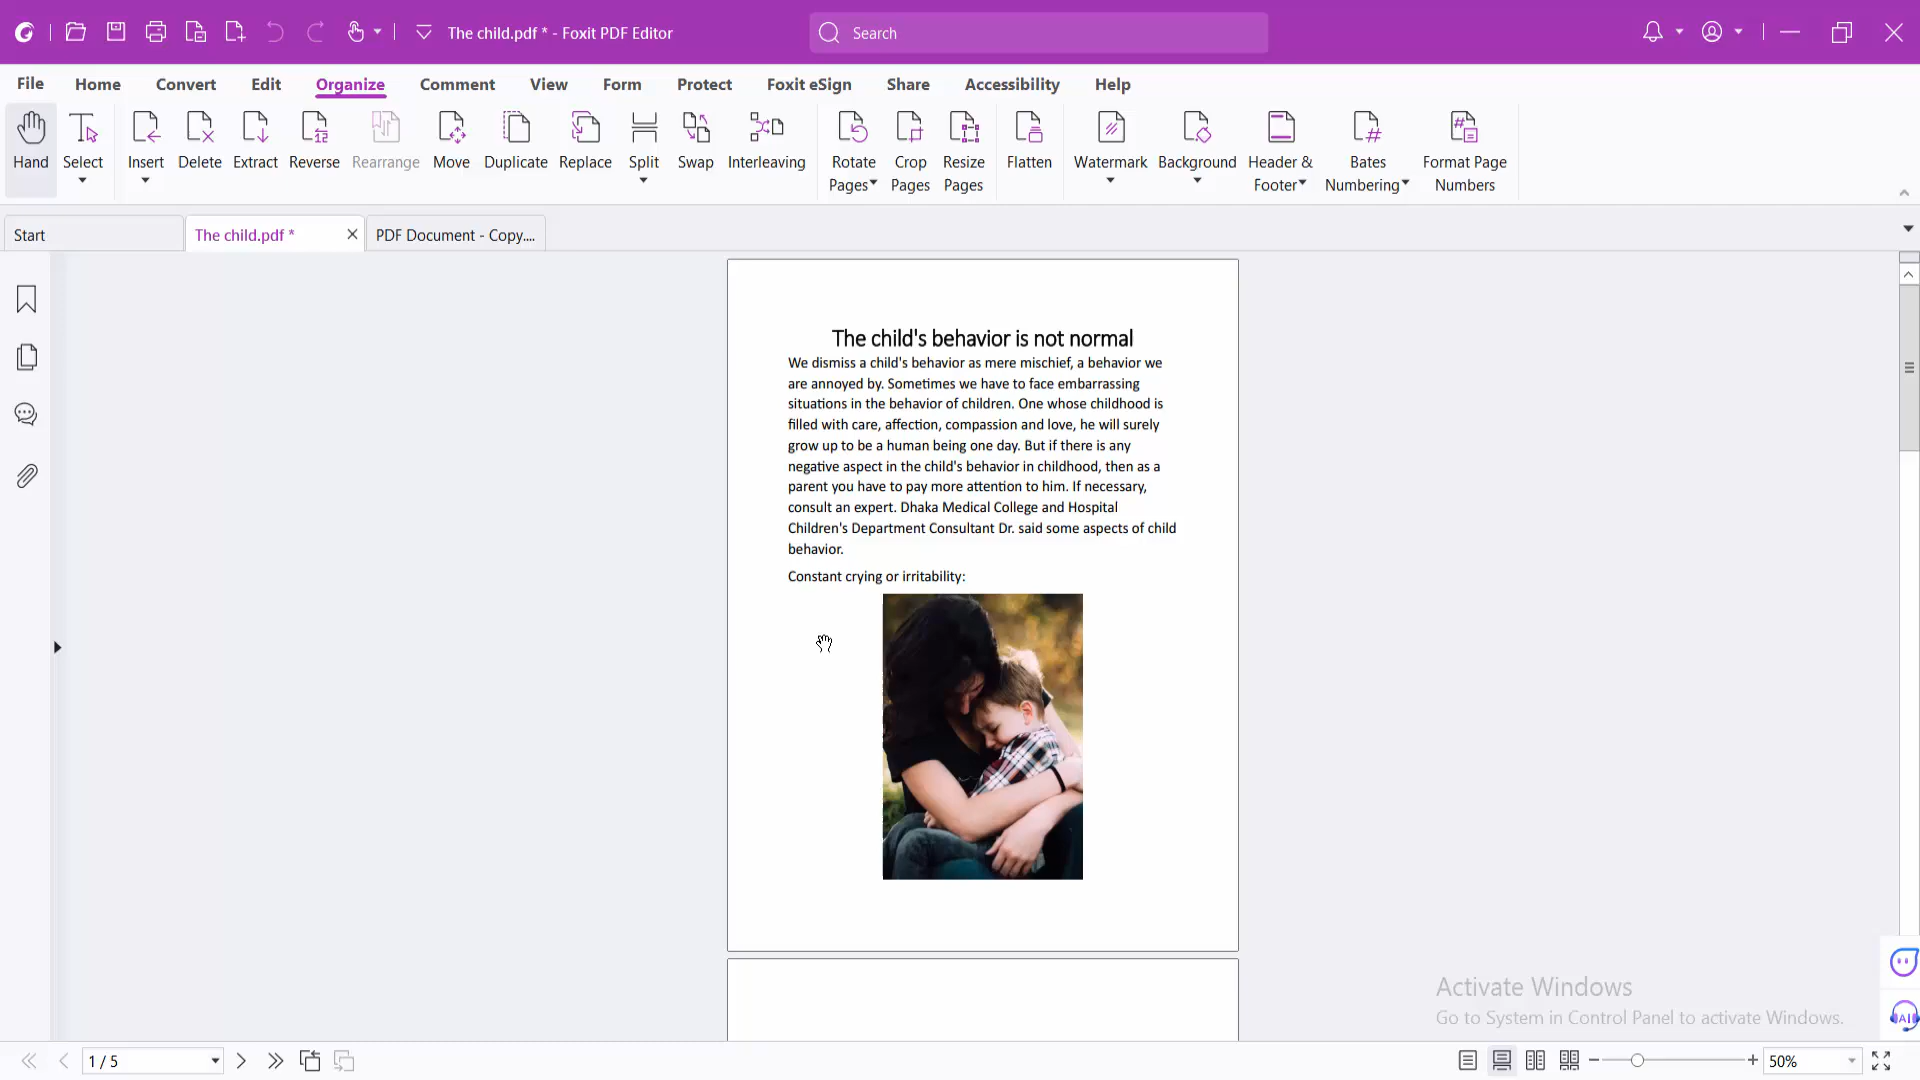 The child.pdf * - Foxit PDF Editor
Search
File Home Convert Edit Organize Comment View Form Protect Foxit eSign Share Accessibility Help
Hand Select Insert Delete Extract Reverse Rearrange Move Duplicate Replace Split Swap Interleaving Rotate Pages Crop Pages Resize Pages Flatten Watermark Background Header & Footer Bates Numbering Format Page Numbers
Start The child.pdf * PDF Document - Copy....
The child's behavior is not normal
We dismiss a child's behavior as mere mischief, a behavior we
are annoyed by. Sometimes we have to face embarrassing
situations in the behavior of children. One whose childhood is
filled with care, affection, compassion and love, he will surely
grow up to be a human being one day. But if there is any
negative aspect in the child's behavior in childhood, then as a
parent you have to pay more attention to him. If necessary,
consult an expert. Dhaka Medical College and Hospital
Children's Department Consultant Dr. said some aspects of child
behavior.
Constant crying or irritability:
Activate Windows
Go to System in Control Panel to activate Windows.
AI
1 / 5
50%